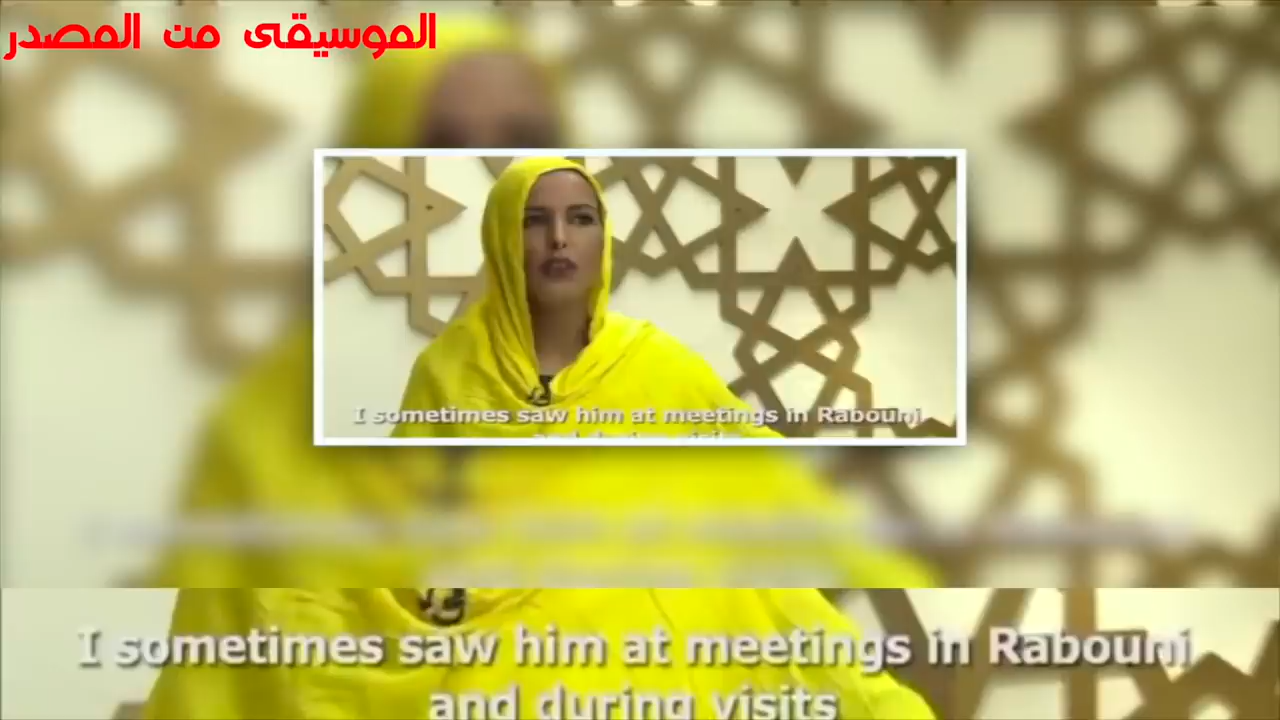 الموسيقى من المصدر
I sometimes saw him at meetings in Rabouni
I sometimes saw him at meetings in Rabouni
and during visits